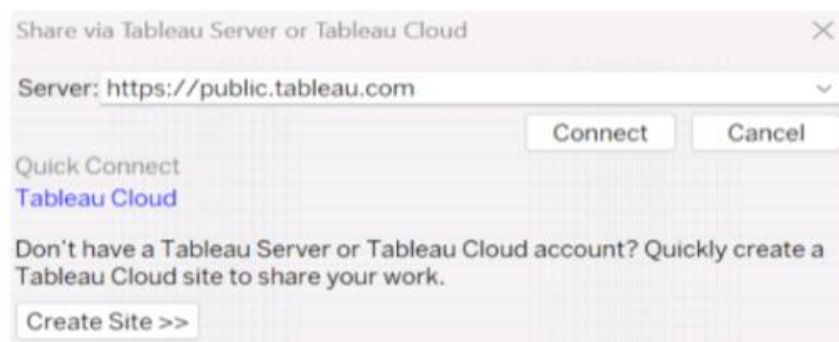 Share via Tableau Server or Tableau Cloud
Server: https://public.tableau.com
Connect Cancel
Quick Connect
Tableau Cloud
Don't have a Tableau Server or Tableau Cloud account? Quickly create a
Tableau Cloud site to share your work.
Create Site >>